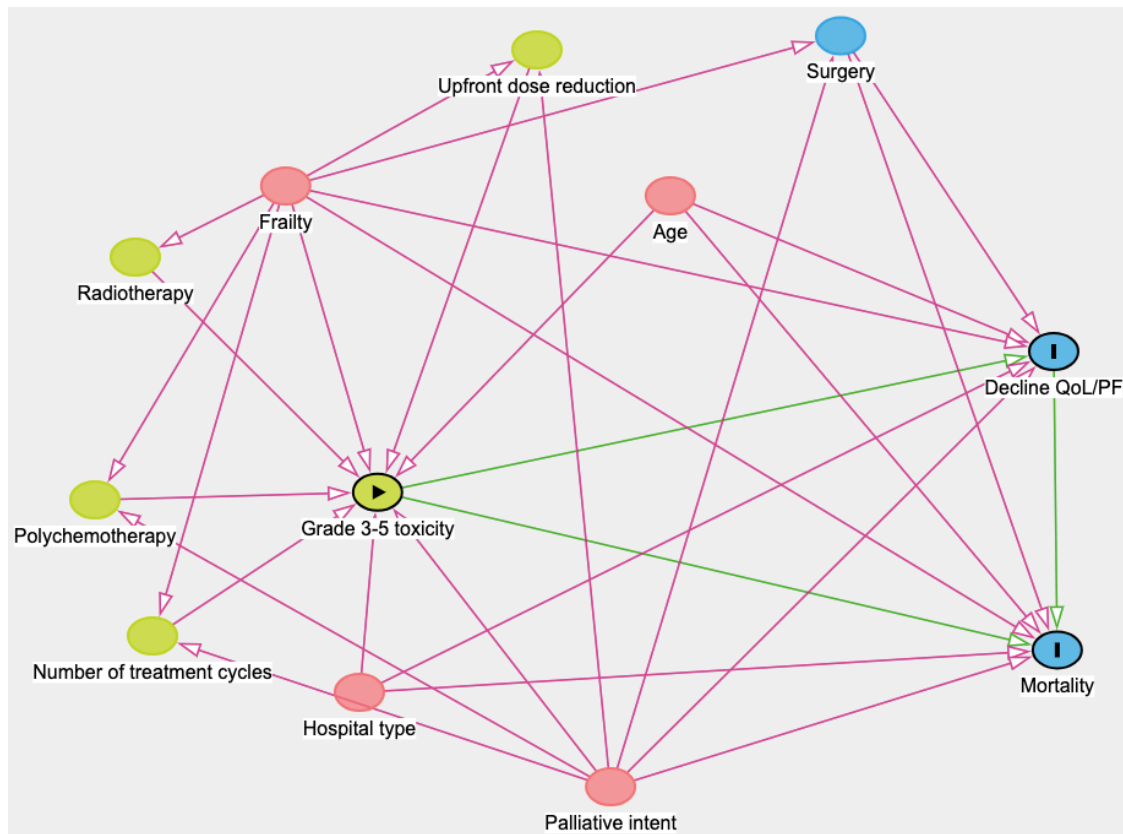 Surgery
Upfront dose reduction
Frailty
Age
Radiotherapy
Decline QoL/PF
Polychemotherapy
Grade 3-5 toxicity
Number of treatment cycles
Mortality
Hospital type
Palliative intent